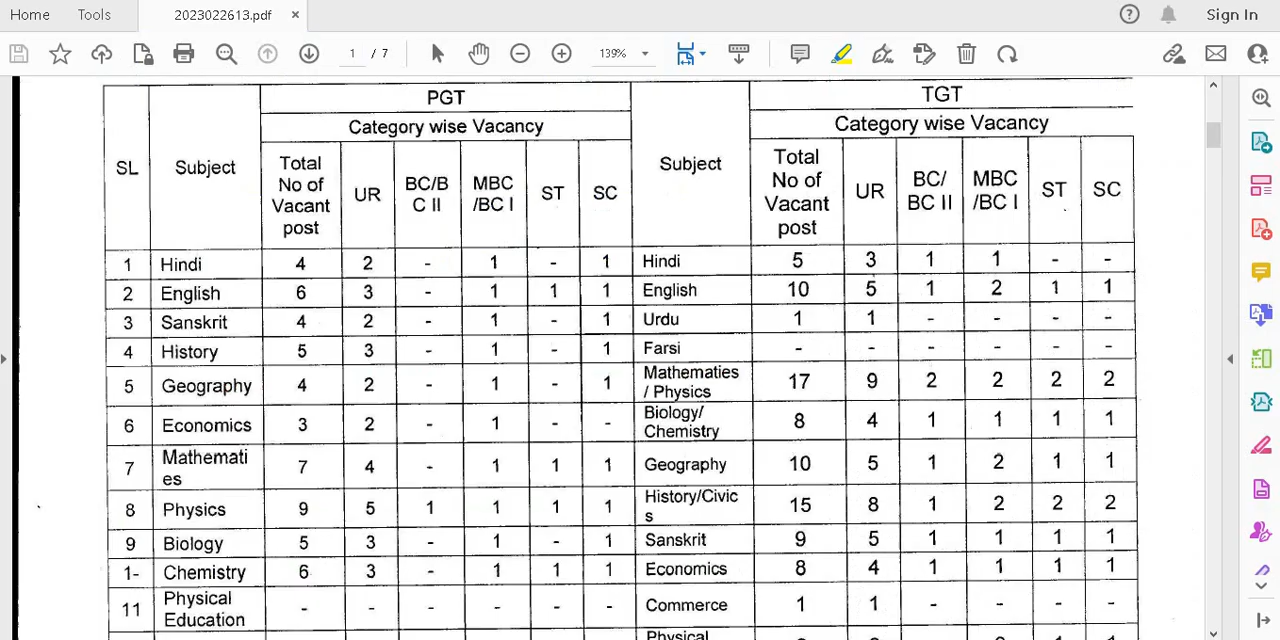 Home Tools 2023022613.pdf × Sign In
1 / 7 139%
PGT TGT
Category wise Vacancy Category wise Vacancy
SL Subject Total No of Vacant post UR BC/B C II MBC /BC I ST SC Subject Total No of Vacant post UR BC/ BC II MBC /BC I ST SC
1 Hindi 4 2 - 1 - 1 Hindi 5 3 1 1 - -
2 English 6 3 - 1 1 1 English 10 5 1 2 1 1
3 Sanskrit 4 2 - 1 - 1 Urdu 1 1 - - - -
4 History 5 3 - 1 - 1 Farsi - - - - - -
5 Geography 4 2 - 1 - 1 Mathematies / Physics 17 9 2 2 2 2
6 Economics 3 2 - 1 - - Biology/ Chemistry 8 4 1 1 1 1
7 Mathemati es 7 4 - 1 1 1 Geography 10 5 1 2 1 1
8 Physics 9 5 1 1 1 1 History/Civic s 15 8 1 2 2 2
9 Biology 5 3 - 1 - 1 Sanskrit 9 5 1 1 1 1
1- Chemistry 6 3 - 1 1 1 Economics 8 4 1 1 1 1
11 Physical Education - - - - - - Commerce 1 1 - - - -
Physical